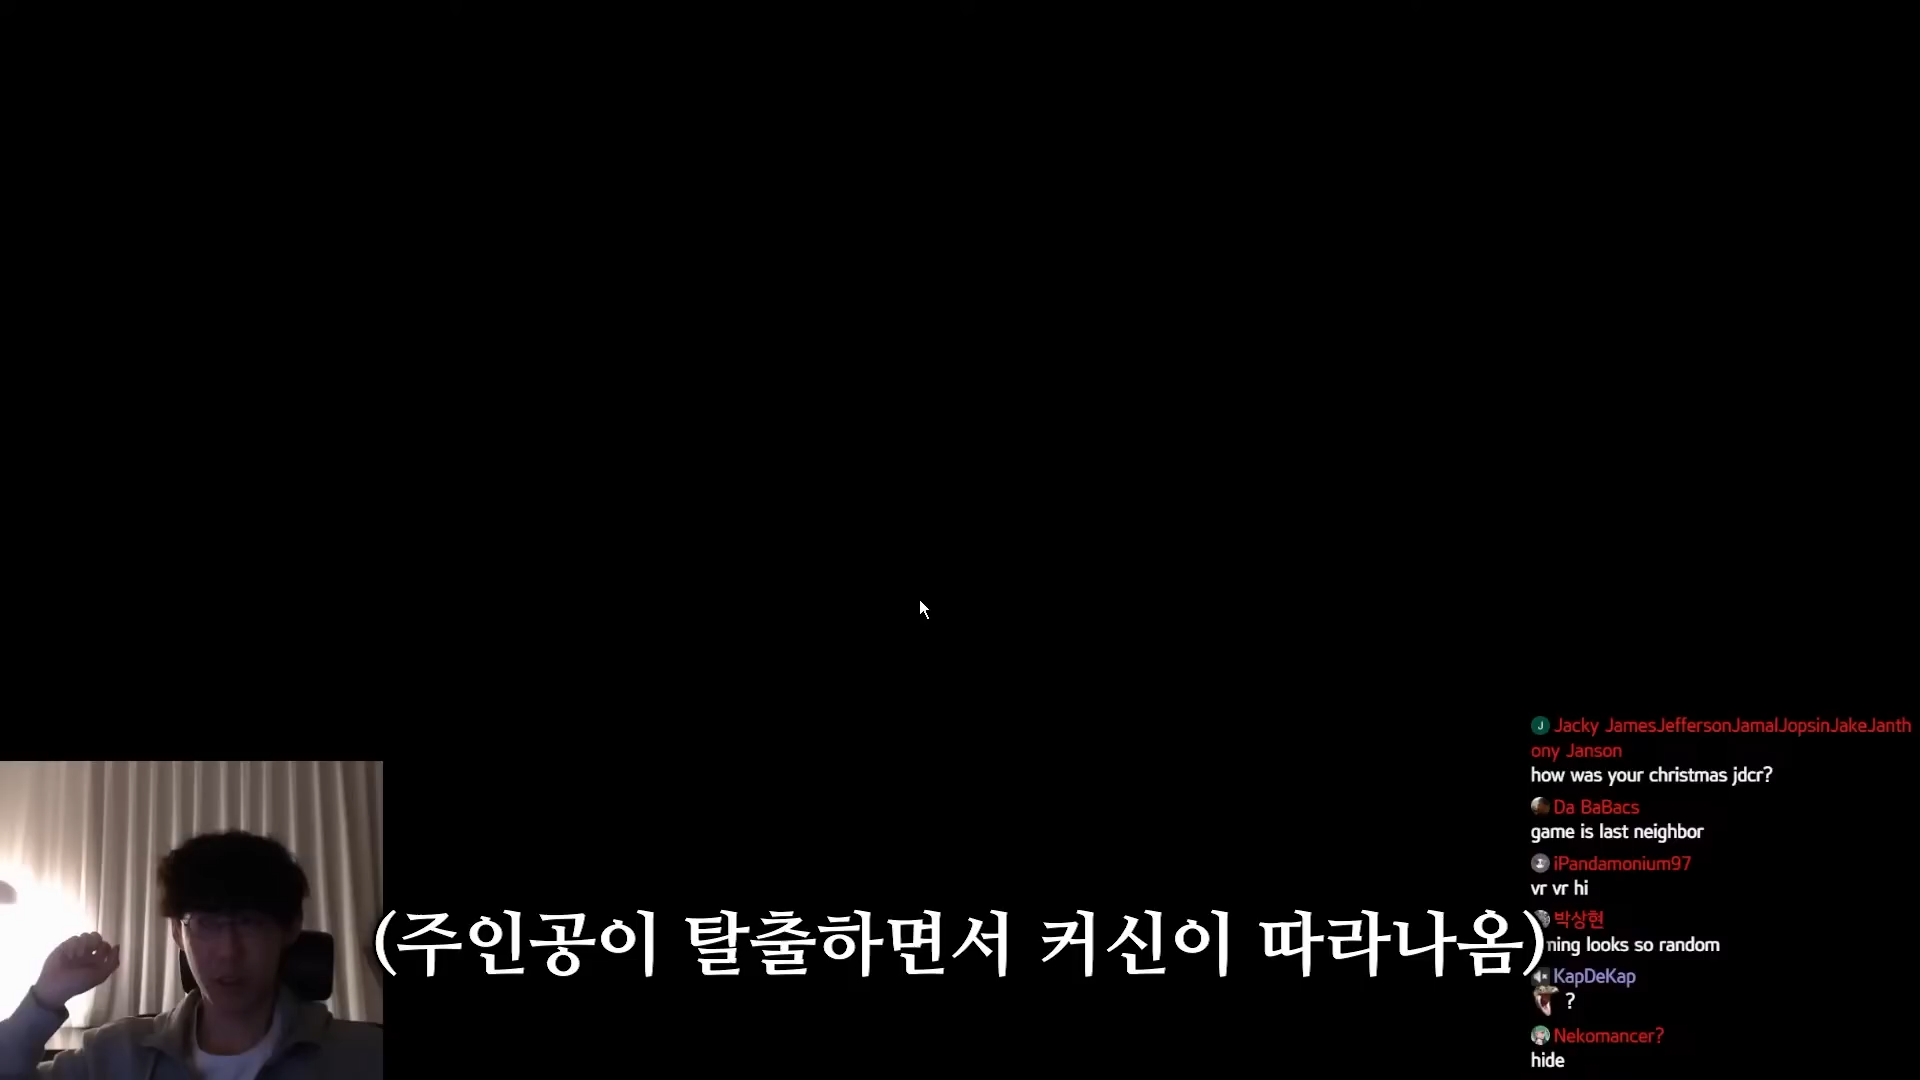 Jacky JamesJeffersonJamalJopsinJakeJanth
ony Janson
how was your christmas jdcr?
Da BaBacs
game is last neighbor
iPandamonium97
vr vr hi
박상현
ning looks so random
KapDeKap
?
Nekomancer?
hide
(주인공이 탈출하면서 커신이 따라나옴)